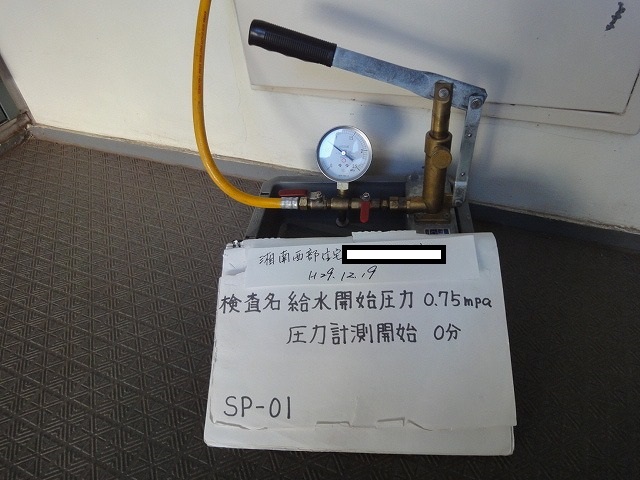 湘南西部住宅
H29.12.19
検査名 給水開始圧力 0.75mpa
圧力計測開始 0分
SP-01